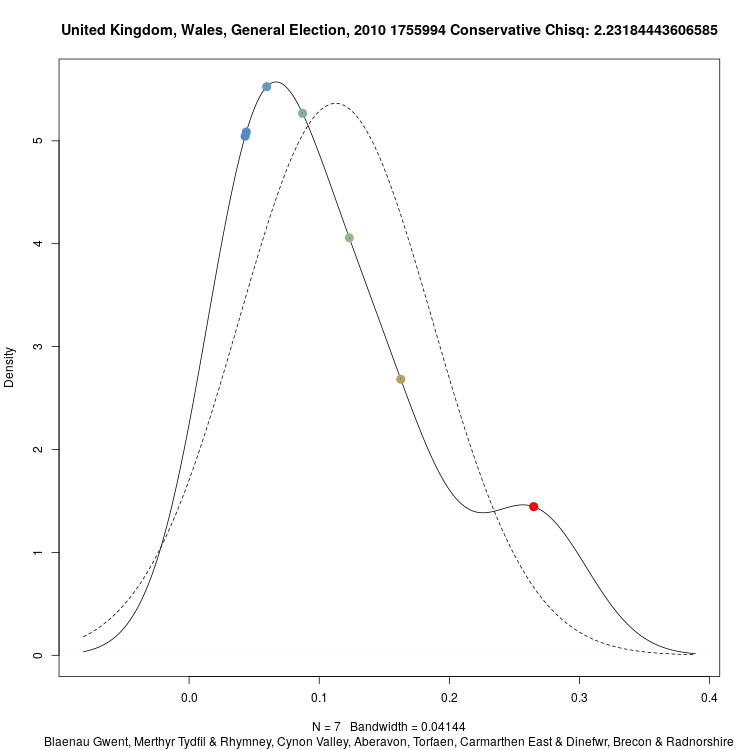 United Kingdom, Wales, General Election, 2010 1755994 Conservative Chisq: 2.23184443606585
Density
5
4
3
2
1
0
0.0 0.1 0.2 0.3 0.4
N = 7 Bandwidth = 0.04144
Blaenau Gwent, Merthyr Tydfil & Rhymney, Cynon Valley, Aberavon, Torfaen, Carmarthen East & Dinefwr, Brecon & Radnorshire